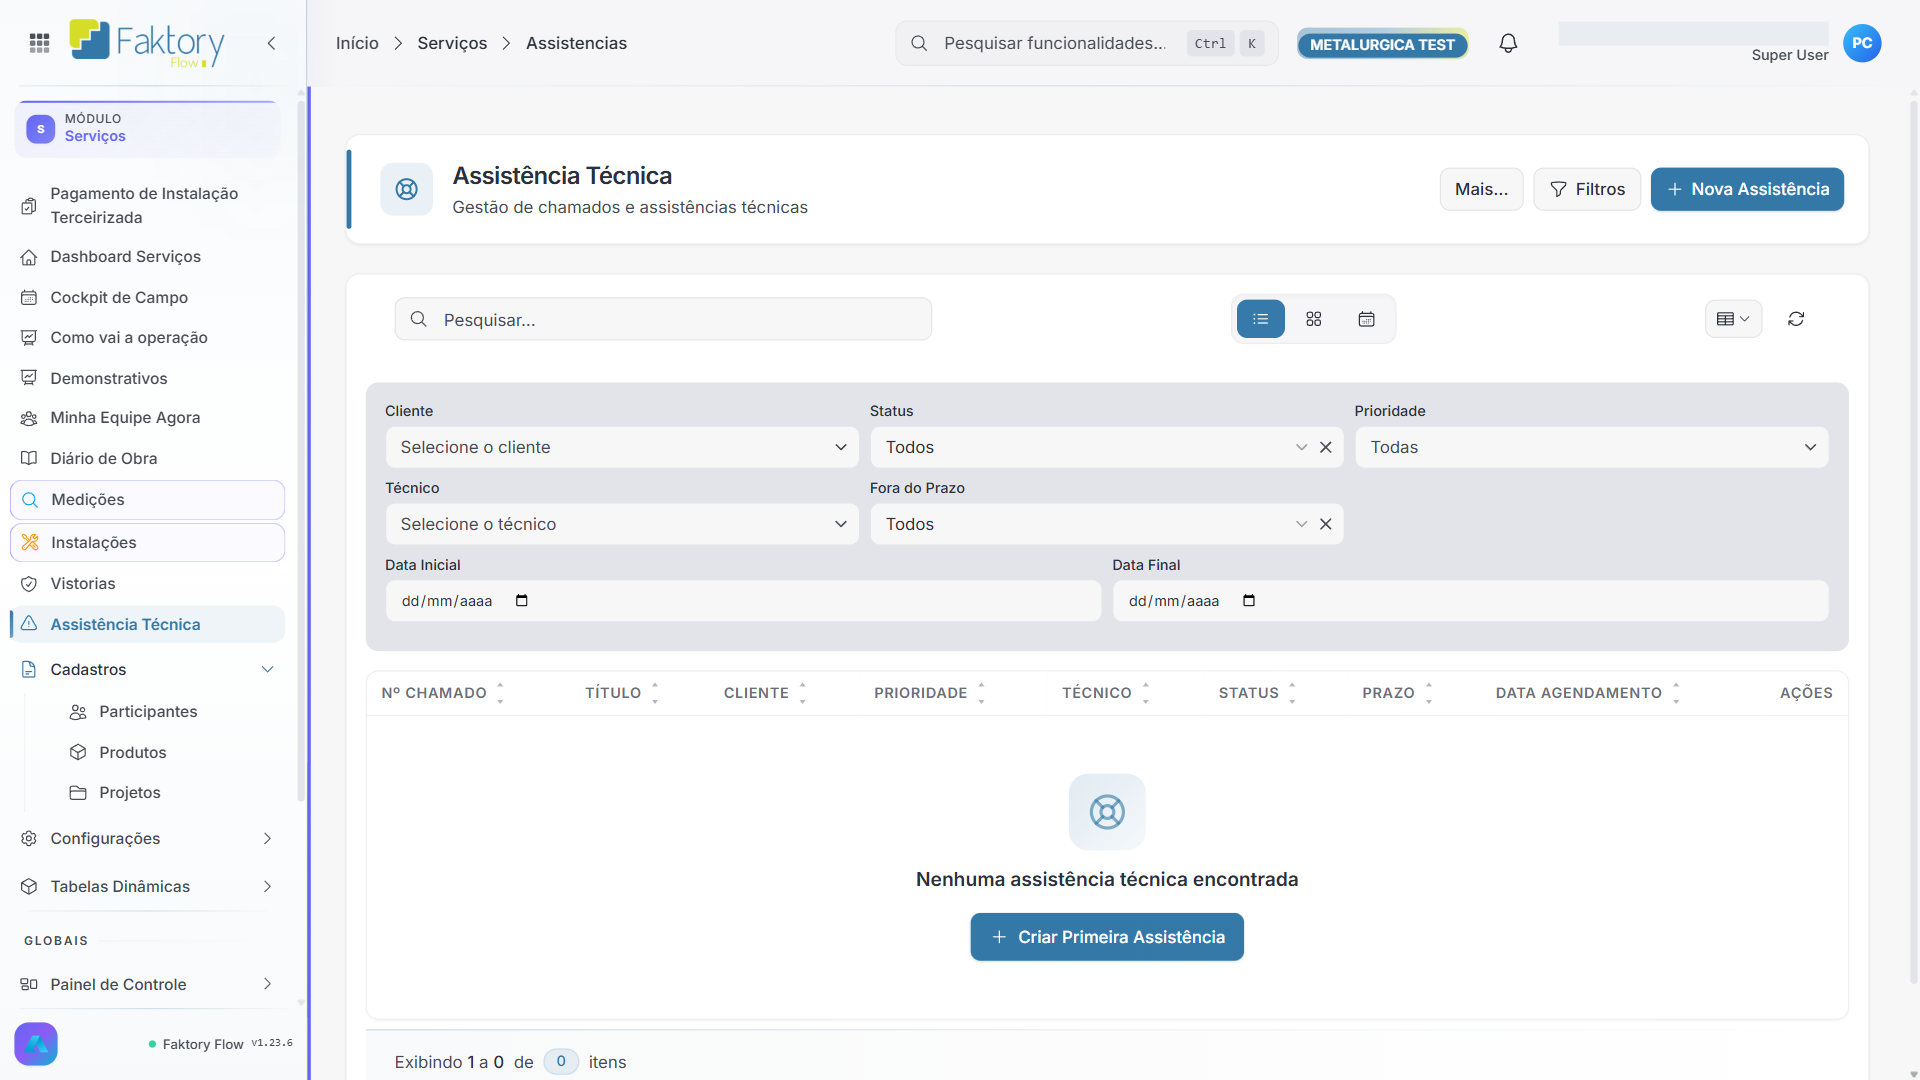 Faktory
Flow
Início
Serviços
Assistencias
Pesquisar funcionalidades...
Ctrl
K
METALURGICA TEST
Super User
PC
S
MÓDULO
Serviços
Pagamento de Instalação
Terceirizada
Dashboard Serviços
Cockpit de Campo
Como vai a operação
Demonstrativos
Minha Equipe Agora
Diário de Obra
Medições
Instalações
Vistorias
Assistência Técnica
Cadastros
Participantes
Produtos
Projetos
Configurações
Tabelas Dinâmicas
GLOBAIS
Painel de Controle
Faktory Flow v1.23.6
Assistência Técnica
Gestão de chamados e assistências técnicas
Mais...
Filtros
Nova Assistência
Pesquisar...
Cliente
Status
Prioridade
Selecione o cliente
Todos
Todas
Técnico
Fora do Prazo
Selecione o técnico
Todos
Data Inicial
Data Final
dd/mm/aaaa
dd/mm/aaaa
Nº CHAMADO
TÍTULO
CLIENTE
PRIORIDADE
TÉCNICO
STATUS
PRAZO
DATA AGENDAMENTO
AÇÕES
Nenhuma assistência técnica encontrada
Criar Primeira Assistência
Exibindo 1 a 0 de 0 itens